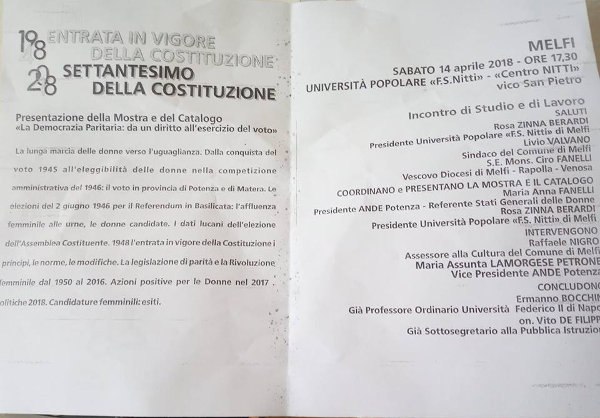 1948 ENTRATA IN VIGORE
DELLA COSTITUZIONE
2018 SETTANTESIMO
DELLA COSTITUZIONE
Presentazione della Mostra e del Catalogo
«La Democrazia Paritaria: da un diritto all'esercizio del voto»
La lunga marcia delle donne verso l'uguaglianza. Dalla conquista del
voto 1945 all'eleggibilità delle donne nella competizione
amministrativa del 1946: il voto in provincia di Potenza e di Matera. Le
elezioni del 2 giugno 1946 per il Referendum in Basilicata: l'affluenza
femminile alle urne, le donne candidate. I dati lucani dell'elezione
dell'Assemblea Costituente. 1948 l'entrata in vigore della Costituzione i
principi, le norme, le modifiche. La legislazione di parità e la Rivoluzione
femminile dal 1950 al 2016. Azioni positive per le Donne nel 2017
olitiche 2018. Candidature femminili: esiti.
MELFI
SABATO 14 aprile 2018 - ORE 17,30
UNIVERSITÀ POPOLARE «F.S.Nitti» - «Centro NITTI»
vico San Pietro
Incontro di Studio e di Lavoro
SALUTI
Rosa ZINNA BERARDI
Presidente Università Popolare «F.S. Nitti» di Melfi
Livio VALVANO
Sindaco del Comune di Melfi
S.E. Mons. Ciro FANELLI
Vescovo Diocesi di Melfi - Rapolla - Venosa
COORDINANO e PRESENTANO LA MOSTRA E IL CATALOGO
Maria Anna FANELLI
Presidente ANDE Potenza - Referente Stati Generali delle Donne
Rosa ZINNA BERARDI
Presidente Università Popolare «F.S. Nitti» di Melfi
INTERVENGONO
Raffaele NIGRO
Assessore alla Cultura del Comune di Melfi
Maria Assunta LAMORGESE PETRONE
Vice Presidente ANDE Potenza
CONCLUDONO
Ermanno BOCCHIN
Già Professore Ordinario Università Federico II di Napo
on. Vito DE FILIPP
Già Sottosegretario alla Pubblica Istruzion